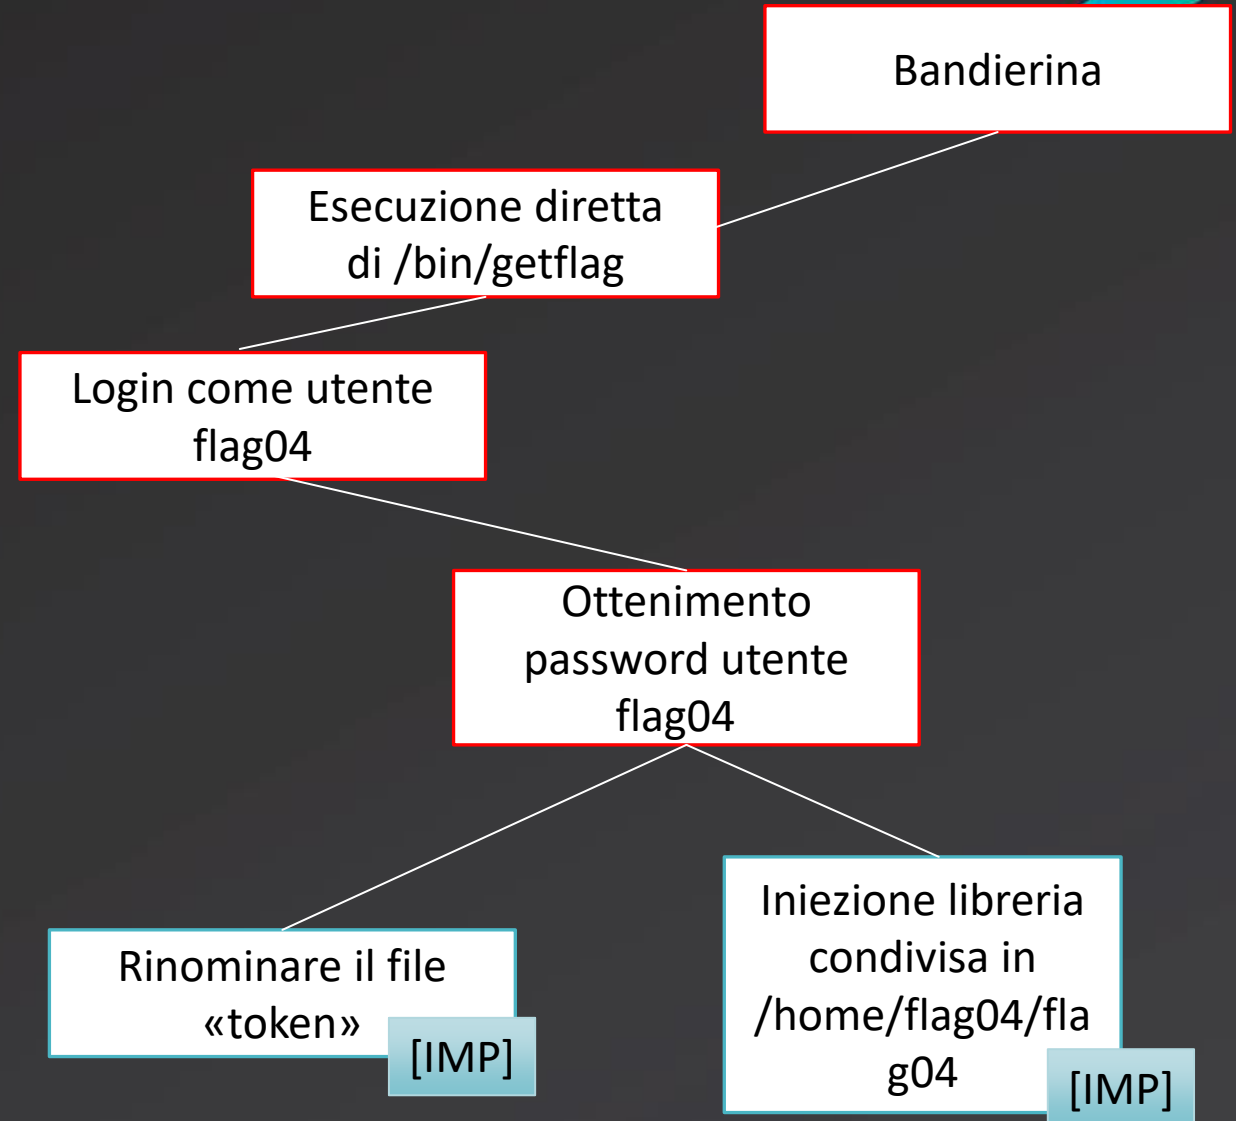 Bandierina
Esecuzione diretta
di /bin/getflag
Login come utente
flag04
Ottenimento
password utente
flag04
Rinominare il file
«token»
[IMP]
Iniezione libreria
condivisa in
/home/flag04/fla
g04
[IMP]